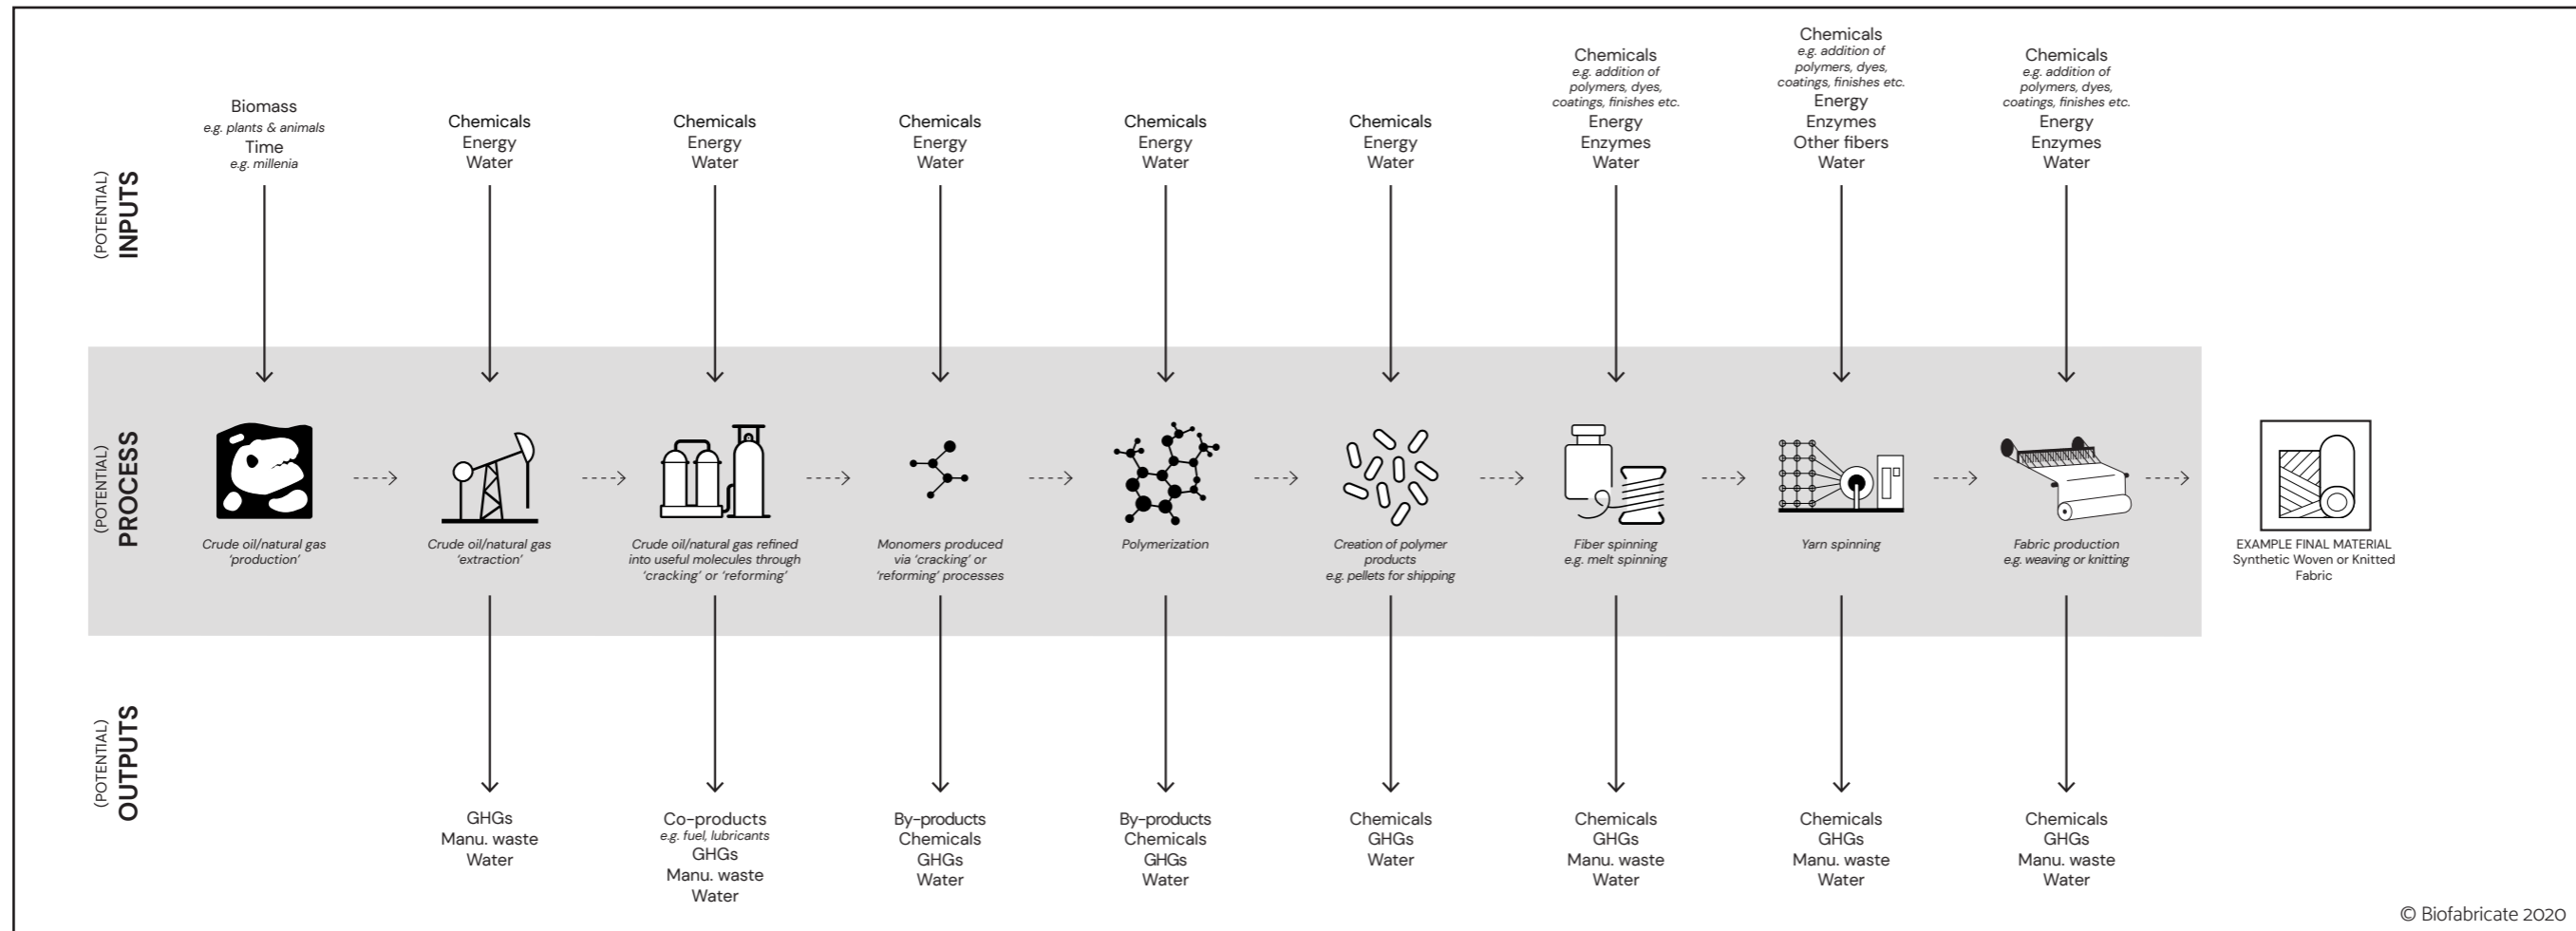 (POTENTIAL)
INPUTS
Biomass
e.g. plants & animals
Time
e.g. millenia
Chemicals
Energy
Water
Chemicals
Energy
Water
Chemicals
Energy
Water
Chemicals
Energy
Water
Chemicals
Energy
Water
Chemicals
e.g. addition of
polymers, dyes,
coatings, finishes etc.
Energy
Enzymes
Water
Chemicals
e.g. addition of
polymers, dyes,
coatings, finishes etc.
Energy
Enzymes
Other fibers
Water
Chemicals
e.g. addition of
polymers, dyes,
coatings, finishes etc.
Energy
Enzymes
Water
(POTENTIAL)
PROCESS
Crude oil/natural gas
‘production’
Crude oil/natural gas
‘extraction’
Crude oil/natural gas refined
into useful molecules through
‘cracking’ or ‘reforming’
Monomers produced
via ‘cracking’ or
‘reforming’ processes
Polymerization
Creation of polymer
products
e.g. pellets for shipping
Fiber spinning
e.g. melt spinning
Yarn spinning
Fabric production
e.g. weaving or knitting
EXAMPLE FINAL MATERIAL
Synthetic Woven or Knitted
Fabric
(POTENTIAL)
OUTPUTS
GHGs
Manu. waste
Water
Co-products
e.g. fuel, lubricants
GHGs
Manu. waste
Water
By-products
Chemicals
GHGs
Water
By-products
Chemicals
GHGs
Water
Chemicals
GHGs
Water
Chemicals
GHGs
Manu. waste
Water
Chemicals
GHGs
Manu. waste
Water
Chemicals
GHGs
Manu. waste
Water
© Biofabricate 2020